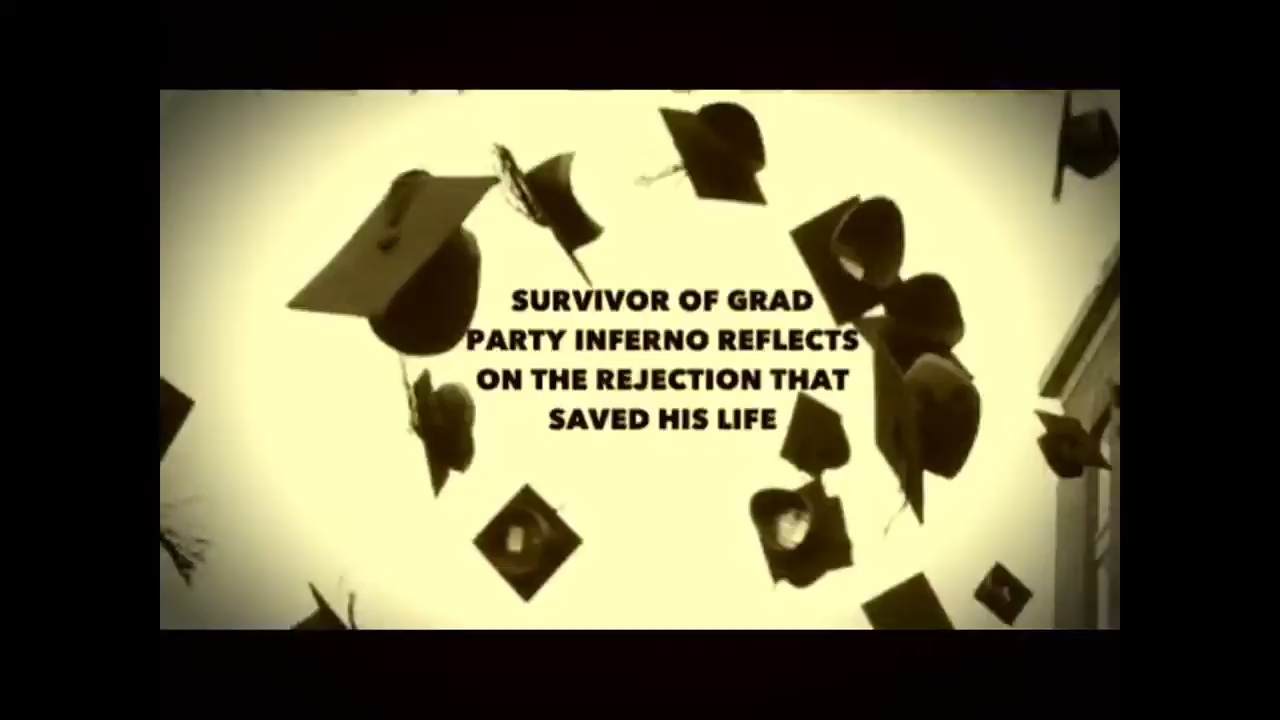 SURVIVOR OF GRAD
PARTY INFERNO REFLECTS
ON THE REJECTION THAT
SAVED HIS LIFE